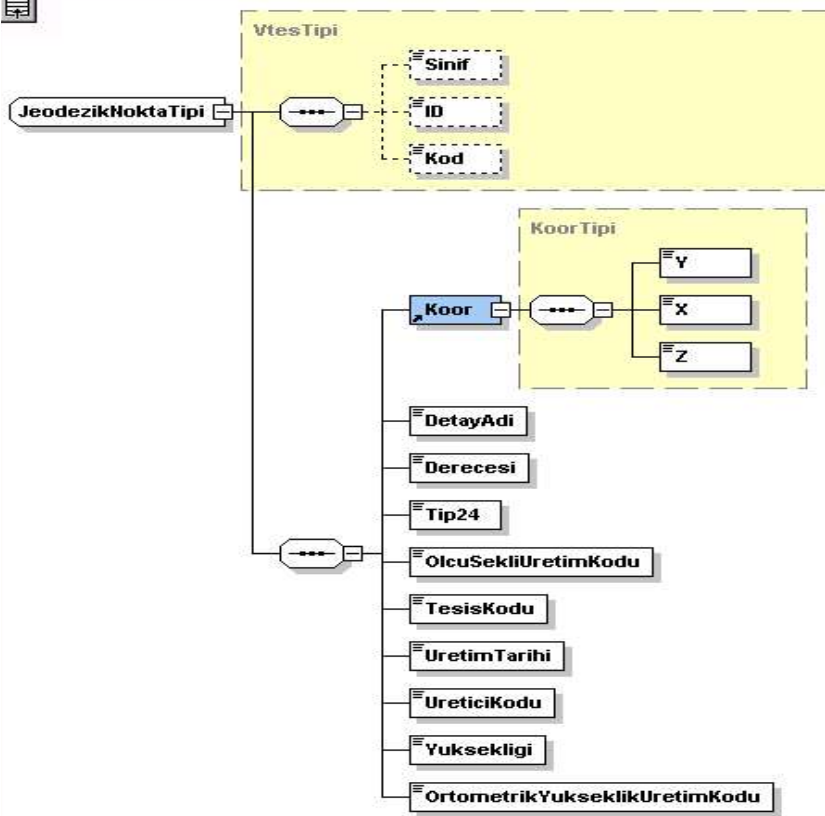 VtesTipi
Sinif
JeodezikNoktaTipi
ID
Kod
KoorTipi
Y
Koor
X
Z
DetayAdi
Derecesi
Tip24
OlcuSekliUretimKodu
TesisKodu
UretimTarihi
UreticiKodu
Yuksekligi
OrtometrikYukseklikUretimKodu